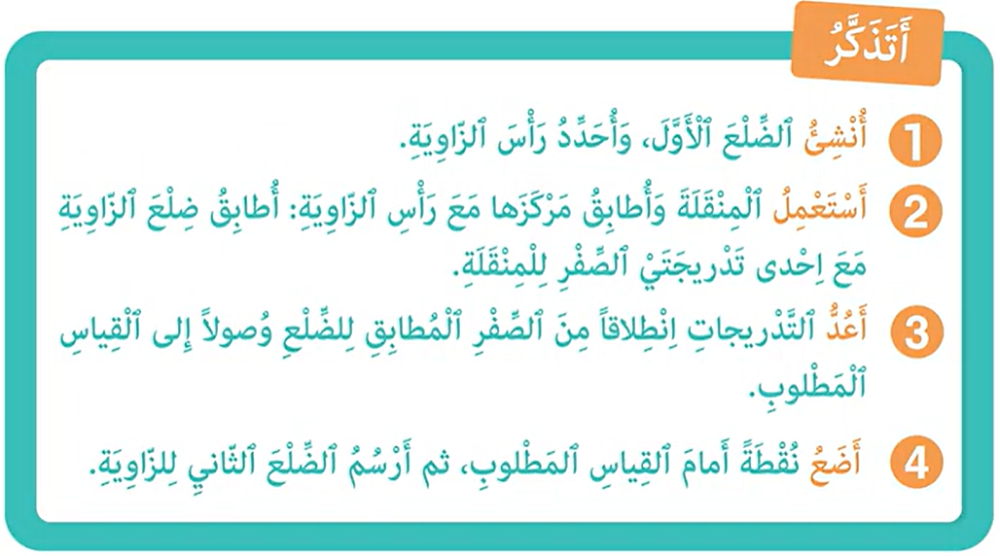 أَتَذَكَّرُ
1 أُنْشِئُ ٱلضِّلْعَ ٱلْأَوَّلَ، وَأُحَدِّدُ رَأْسَ ٱلزّاوِيَةِ.
2 أَسْتَعْمِلُ ٱلْمِنْقَلَةَ وَأُطابِقُ مَرْكَزَها مَعَ رَأْسِ ٱلزّاوِيَةِ: أُطابِقُ ضِلْعَ ٱلزّاوِيَةِ
مَعَ اِحْدى تَدْريجَتَيْ ٱلصِّفْرِ لِلْمِنْقَلَةِ.
3 أَعُدُّ ٱلتَّدْريجاتِ اِنْطِلاقاً مِنَ ٱلصِّفْرِ ٱلْمُطابِقِ لِلضِّلْعِ وُصولاً إِلى ٱلْقِياسِ
ٱلْمَطْلوبِ.
4 أَضَعُ نُقْطَةً أَمامَ ٱلقِياسِ ٱلمَطْلوبِ، ثم أَرْسُمُ ٱلضِّلْعَ ٱلثّانيِ لِلزّاوِيَةِ.